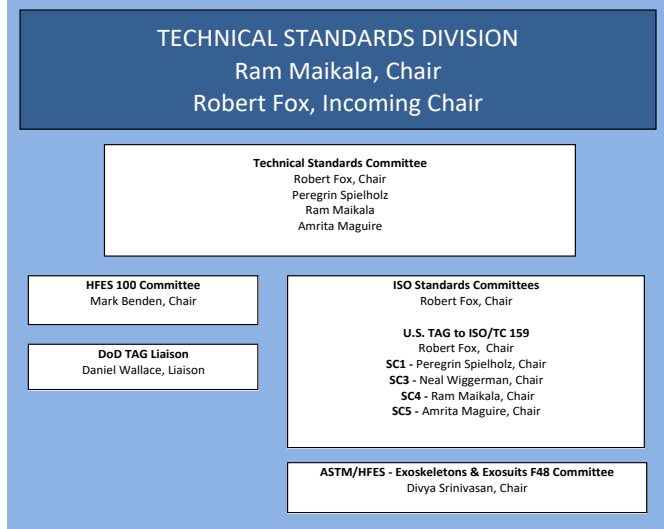 TECHNICAL STANDARDS DIVISION
Ram Maikala, Chair
Robert Fox, Incoming Chair
Technical Standards Committee
Robert Fox, Chair
Peregrin Spielholz
Ram Maikala
Amrita Maguire
HFES 100 Committee
Mark Benden, Chair
DoD TAG Liaison
Daniel Wallace, Liaison
ISO Standards Committees
Robert Fox, Chair
U.S. TAG to ISO/TC 159
Robert Fox, Chair
SC1 - Peregrin Spielholz, Chair
SC3 - Neal Wiggerman, Chair
SC4 - Ram Maikala, Chair
SC5 - Amrita Maguire, Chair
ASTM/HFES - Exoskeletons & Exosuits F48 Committee
Divya Srinivasan, Chair